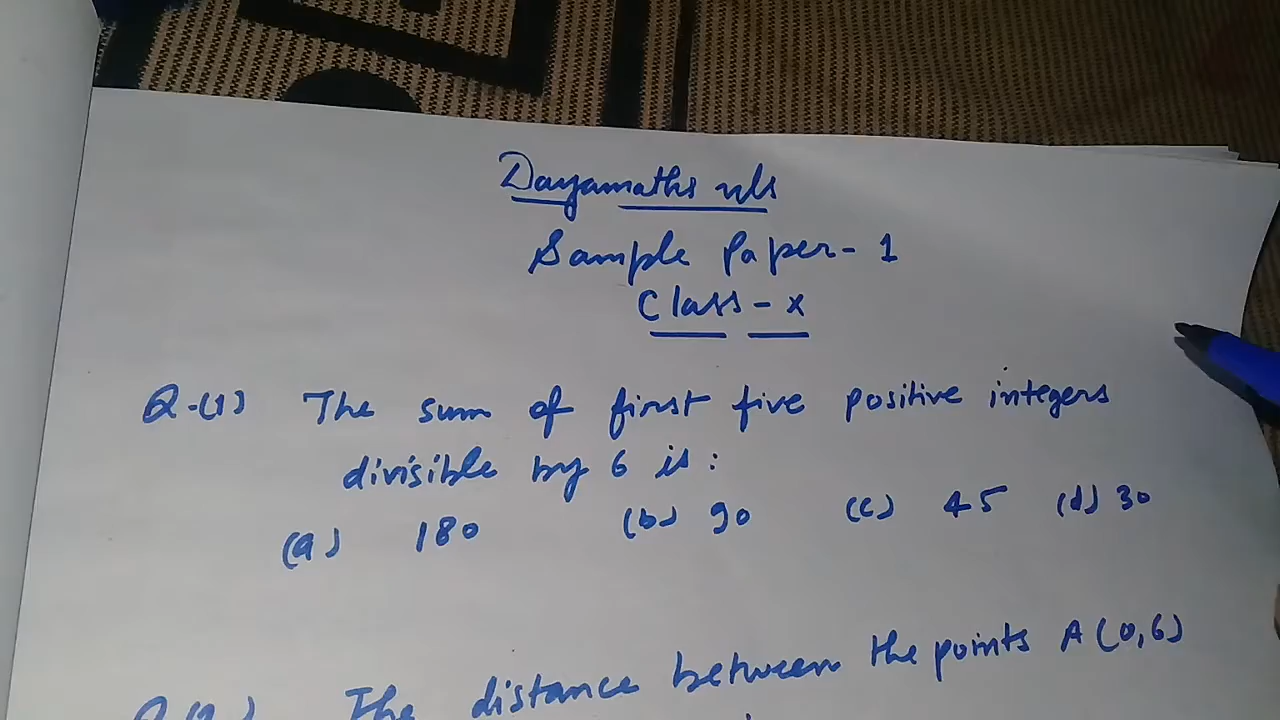 Dayamaths nls
Sample Paper-1
Class-X
Q.(1) The sum of first five positive integers
divisible by 6 is:
(a) 180 (b) 90 (c) 45 (d) 30
The distance between the points A(0,6)